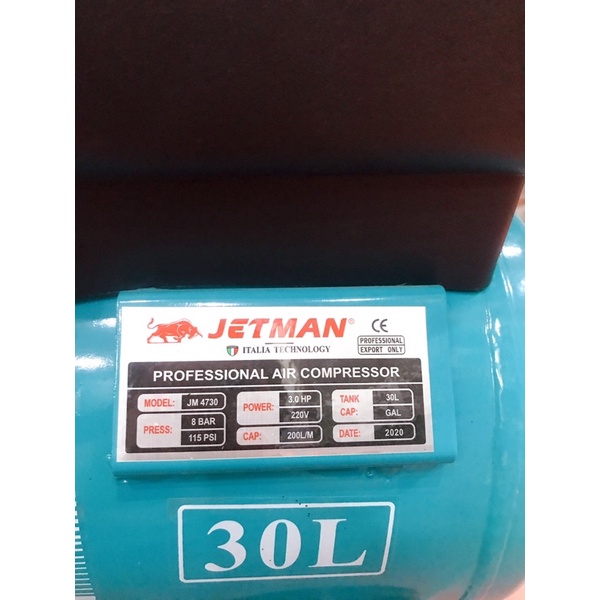 JETMAN®
CE
ITALIA TECHNOLOGY
PROFESSIONAL
EXPORT ONLY
PROFESSIONAL AIR COMPRESSOR
MODEL: JM 4730
PRESS: 8 BAR
115 PSI
POWER: 3.0 HP
220V
CAP: 200L/M
TANK CAP: 30L
GAL
DATE: 2020
30L